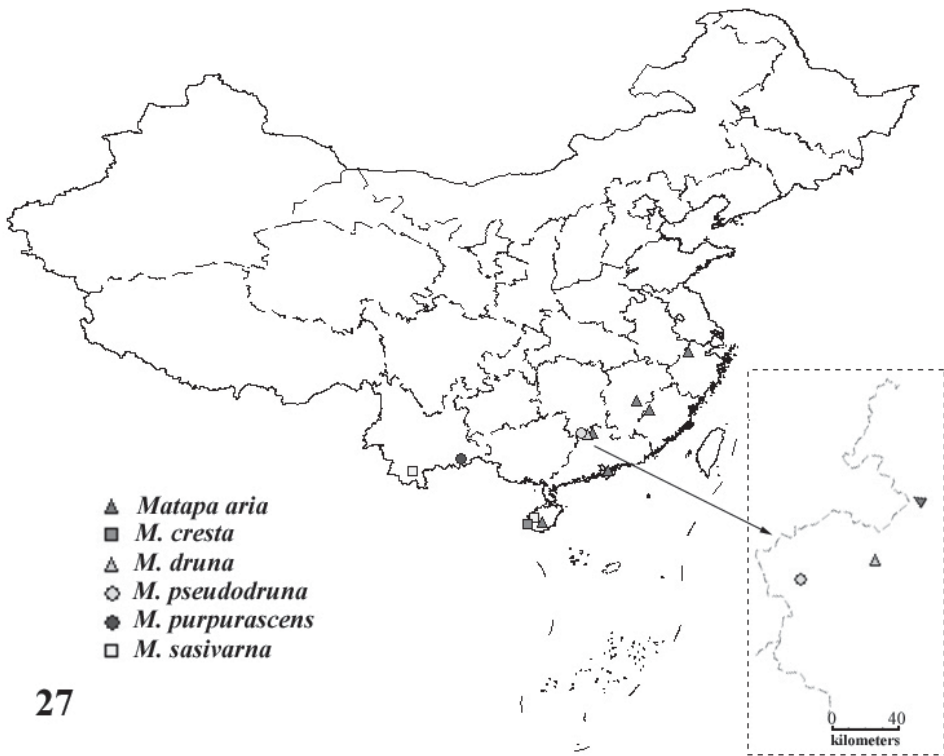 Matapa aria
M. cresta
M. druna
M. pseudodruna
M. purpurascens
M. sasivarna
27
0 40
kilometers